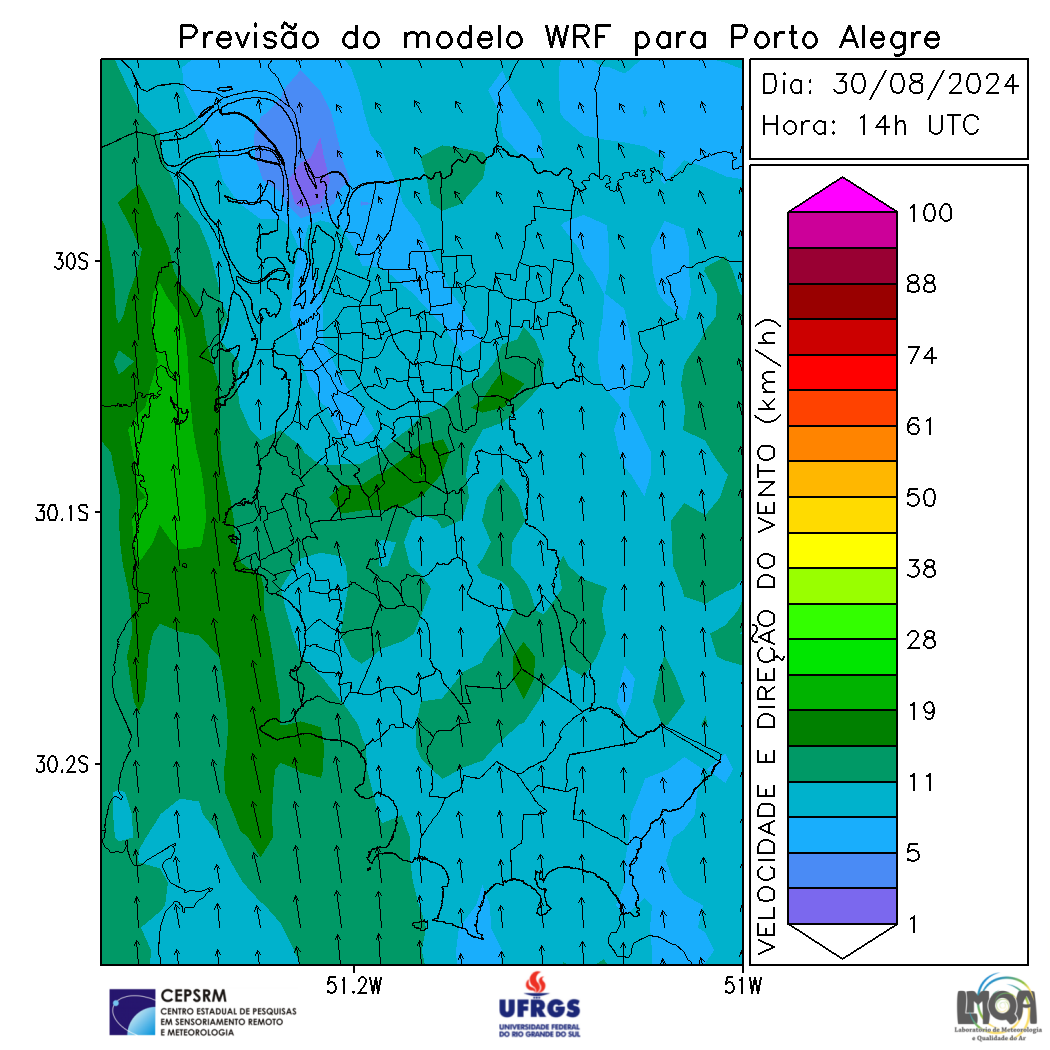 Previsão do modelo WRF para Porto Alegre
Dia: 30/08/2024
Hora: 14h UTC
30S
30.1S
30.2S
51.2W
51W
VELOCIDADE E DIREÇÃO DO VENTO (km/h)
100
88
74
61
50
38
28
19
11
5
1
CEPSRM
CENTRO ESTADUAL DE PESQUISAS
EM SENSORIAMENTO REMOTO
E METEOROLOGIA
UFRGS
UNIVERSIDADE FEDERAL
DO RIO GRANDE DO SUL
LMQA
Laboratório de Meteorologia
e Qualidade do Ar